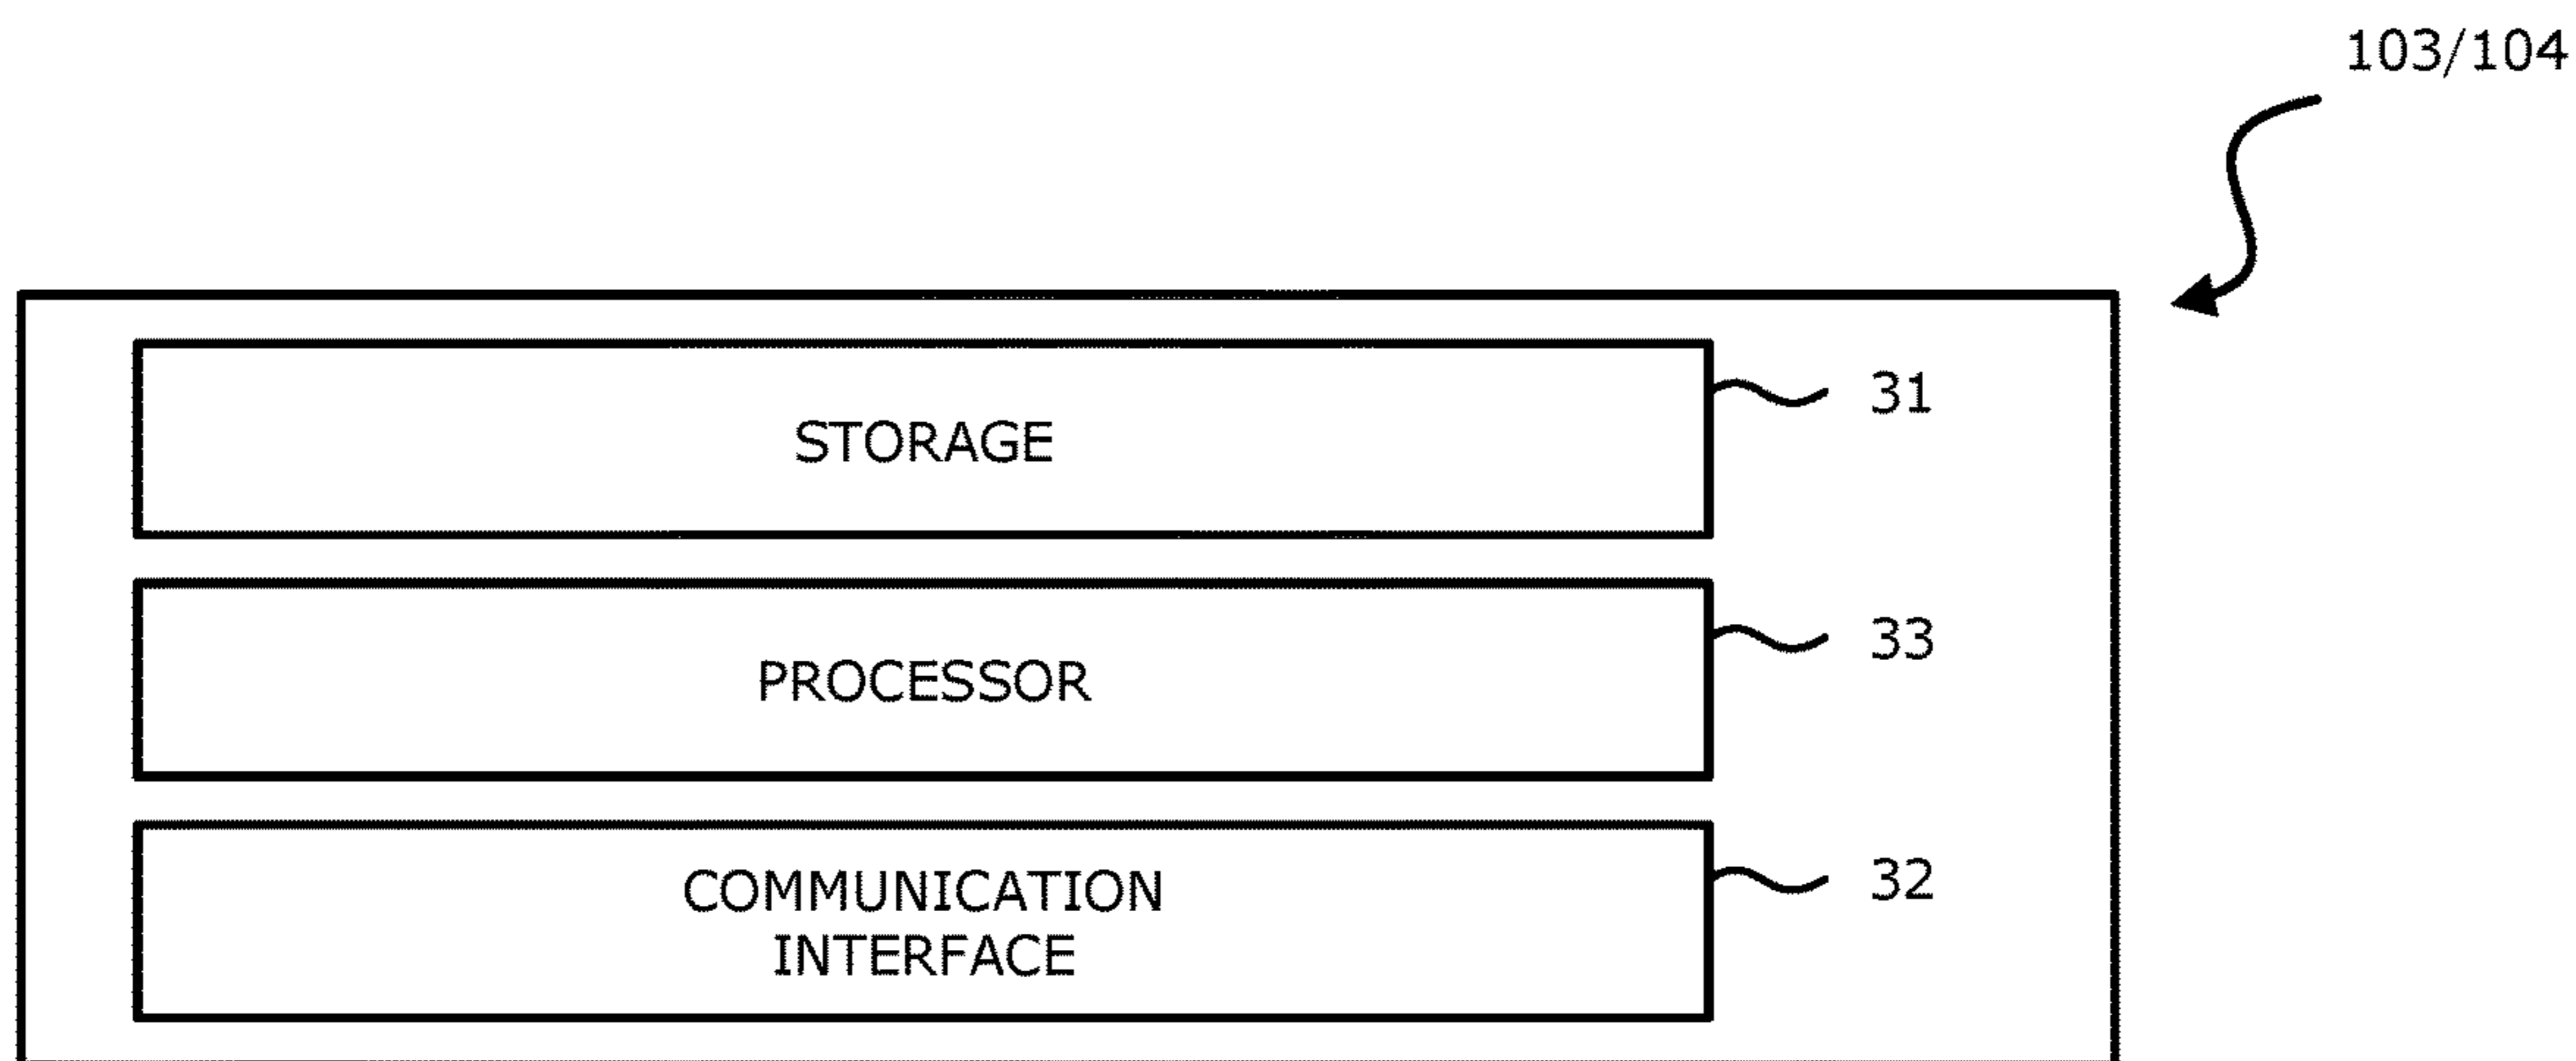 103/104
STORAGE
31
PROCESSOR
33
COMMUNICATION
INTERFACE
32